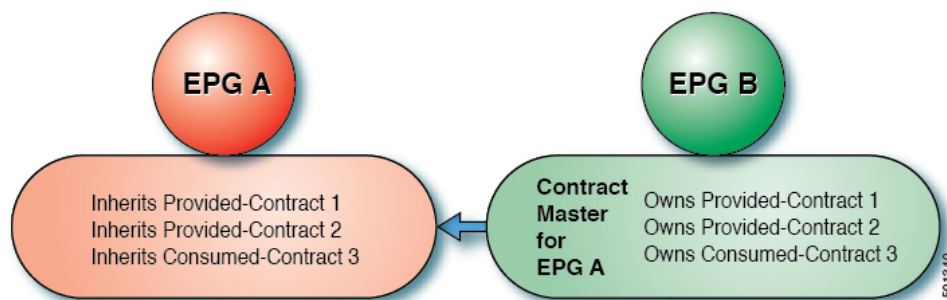 EPG A
EPG B
Inherits Provided-Contract 1
Inherits Provided-Contract 2
Inherits Consumed-Contract 3
Contract
Master
for
EPG A
Owns Provided-Contract 1
Owns Provided-Contract 2
Owns Consumed-Contract 3